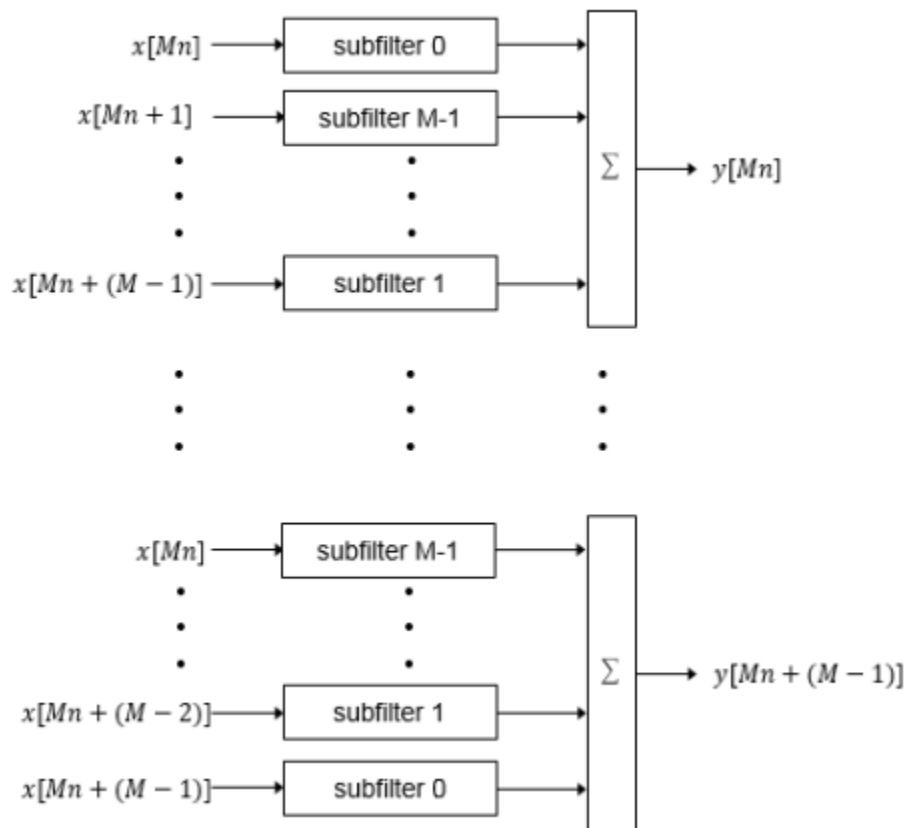 x[Mn] subfilter 0
x[Mn + 1] subfilter M-1
Σ y[Mn]
x[Mn + (M − 1)] subfilter 1
x[Mn] subfilter M-1
Σ y[Mn + (M − 1)]
x[Mn + (M − 2)] subfilter 1
x[Mn + (M − 1)] subfilter 0